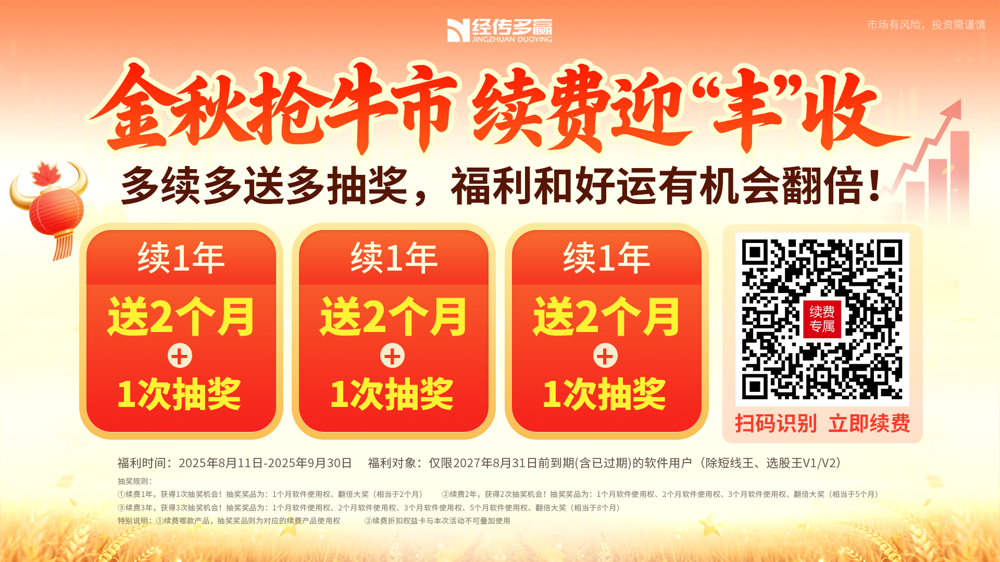 经传多赢
JINGZHUAN DUOYING
市场有风险，投资需谨慎
金秋抢牛市 续费迎“丰”收
多续多送多抽奖，福利和好运有机会翻倍！
续1年
送2个月
+
1次抽奖
续1年
送2个月
+
1次抽奖
续1年
送2个月
+
1次抽奖
续费
专属
扫码识别 立即续费
福利时间：2025年8月11日-2025年9月30日 福利对象：仅限2027年8月31日前到期(含已过期)的软件用户（除短线王、选股王V1/V2）
抽奖规则：
①续费1年，获得1次抽奖机会！抽奖奖品为：1个月软件使用权、翻倍大奖（相当于2个月） ②续费2年，获得2次抽奖机会！抽奖奖品为：1个月软件使用权、2个月软件使用权、3个月软件使用权、翻倍大奖（相当于5个月）
③续费3年，获得3次抽奖机会！抽奖奖品为：1个月软件使用权、2个月软件使用权、3个月软件使用权、5个月软件使用权、翻倍大奖（相当于8个月）
特别说明：①续费哪款产品，抽奖奖品则为对应的续费产品使用权 ②续费折扣权益卡与本次活动不可叠加使用